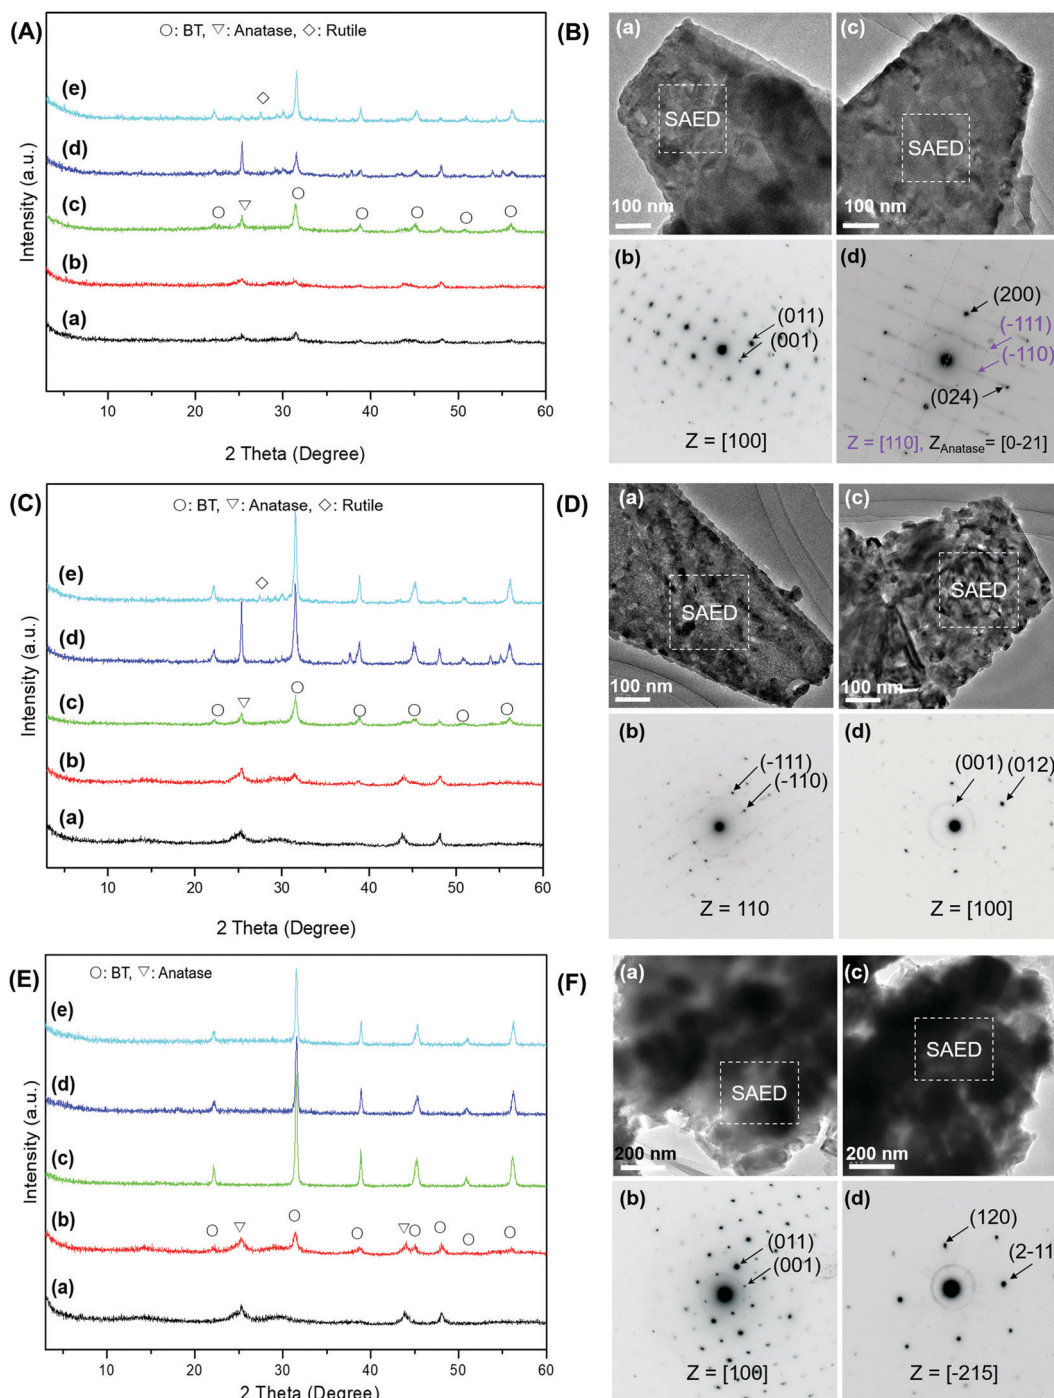 (A)
○: BT, ▽: Anatase, ◇: Rutile
(e)
(d)
(c)
(b)
(a)
Intensity (a.u.)
10 20 30 40 50 60
2 Theta (Degree)
(B)
(a)
SAED
100 nm
(c)
SAED
100 nm
(b)
(011)
(001)
Z = [100]
(d)
(200)
(-111)
(-110)
(024)
Z = [110], Z_Anatase = [0-21]
(C)
○: BT, ▽: Anatase, ◇: Rutile
(e)
(d)
(c)
(b)
(a)
Intensity (a.u.)
10 20 30 40 50 60
2 Theta (Degree)
(D)
(a)
SAED
100 nm
(c)
SAED
100 nm
(b)
(-111)
(-110)
Z = 110
(d)
(001)
(012)
Z = [100]
(E)
○: BT, ▽: Anatase
(e)
(d)
(c)
(b)
(a)
Intensity (a.u.)
10 20 30 40 50 60
2 Theta (Degree)
(F)
(a)
SAED
200 nm
(c)
SAED
200 nm
(b)
(011)
(001)
Z = [100]
(d)
(120)
(2-11
Z = [-215]